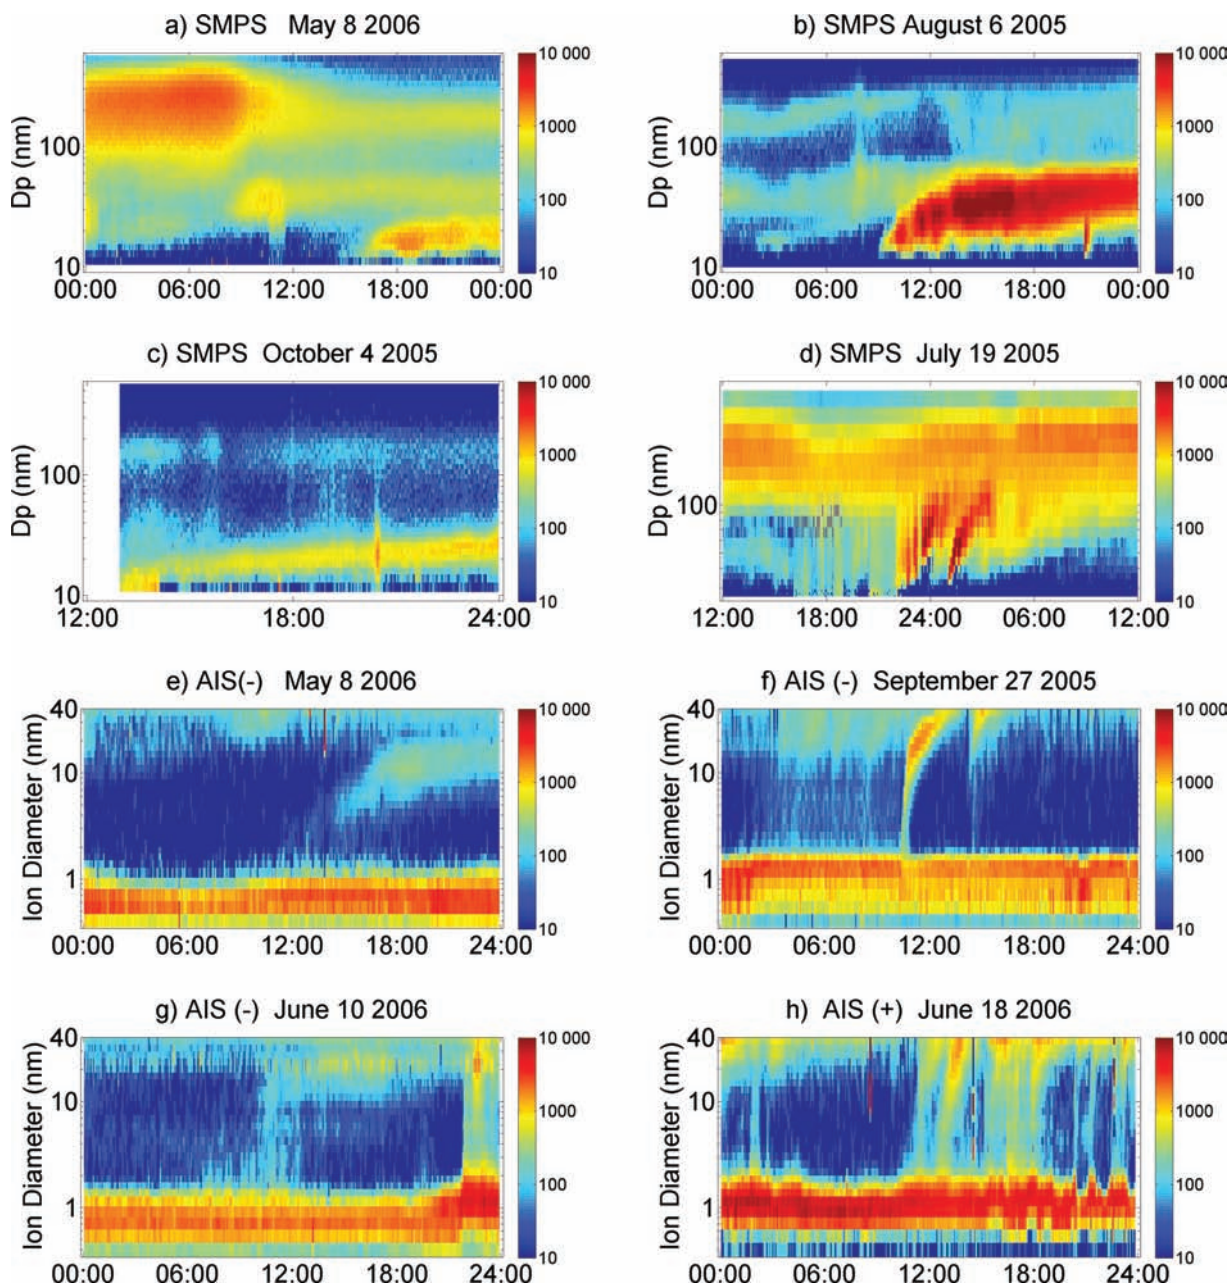 a) SMPS May 8 2006
b) SMPS August 6 2005
Dp (nm)
100
10
00:00 06:00 12:00 18:00 00:00
10 000
1000
100
10
Dp (nm)
100
10
00:00 06:00 12:00 18:00 00:00
10 000
1000
100
10
c) SMPS October 4 2005
d) SMPS July 19 2005
Dp (nm)
100
10
12:00 18:00 24:00
10 000
1000
100
10
Dp (nm)
100
12:00 18:00 24:00 06:00 12:00
10 000
1000
100
10
e) AIS(-) May 8 2006
f) AIS (-) September 27 2005
Ion Diameter (nm)
40
10
1
00:00 06:00 12:00 18:00 24:00
10 000
1000
100
10
Ion Diameter (nm)
40
10
1
00:00 06:00 12:00 18:00 24:00
10 000
1000
100
10
g) AIS (-) June 10 2006
h) AIS (+) June 18 2006
Ion Diameter (nm)
40
10
1
00:00 06:00 12:00 18:00 24:00
10 000
1000
100
10
Ion Diameter (nm)
40
10
1
00:00 06:00 12:00 18:00 24:00
10 000
1000
100
10